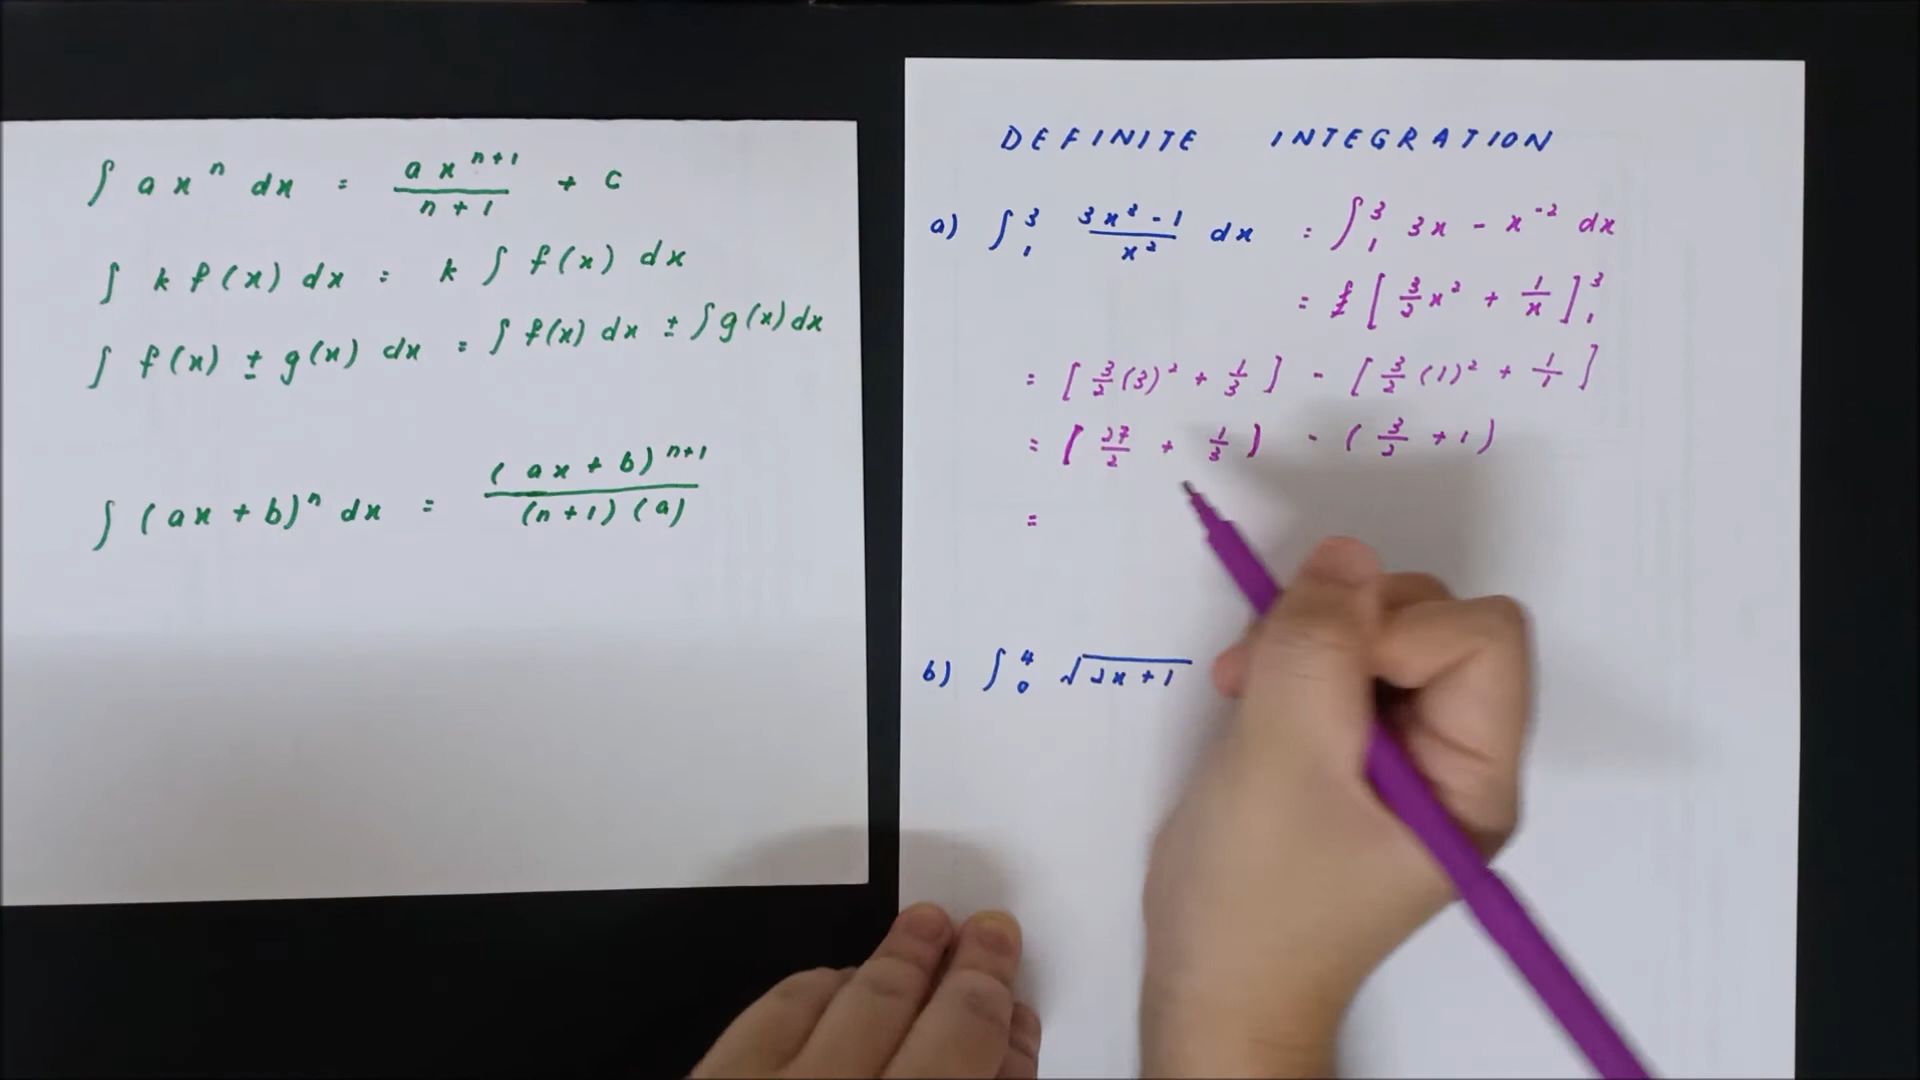 ∫ a xⁿ dx = a xⁿ⁺¹ / n + 1 + c
∫ k f(x) dx = k ∫ f(x) dx
∫ f(x) ± g(x) dx = ∫ f(x) dx ± ∫ g(x) dx
∫ (ax + b)ⁿ dx = (ax + b)ⁿ⁺¹ / (n+1)(a)
DEFINITE INTEGRATION
a) ∫₁³ 3x³ - 1 / x² dx = ∫₁³ 3x - x⁻² dx
= [ 3/2 x² + 1/x ]₁³
= [ 3/2 (3)² + 1/3 ] - [ 3/2 (1)² + 1/1 ]
= [ 27/2 + 1/3 ] - ( 3/2 + 1 )
=
b) ∫₀⁴ √2x + 1